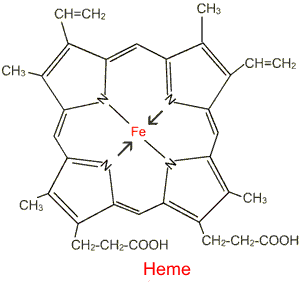 CH=CH₂
CH₃
CH₃
CH=CH₂
N
N
Fe
N
N
CH₃
CH₃
CH₂-CH₂-COOH
CH₂-CH₂-COOH
Heme